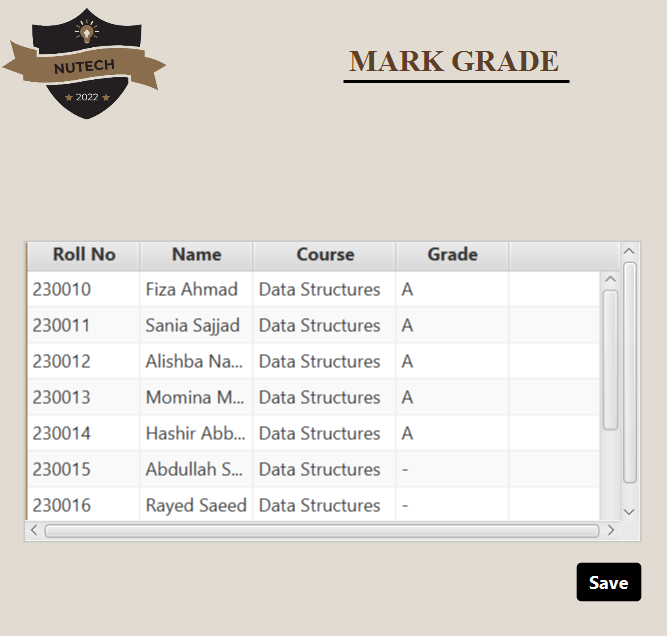 NUTECH
★ 2022 ★
MARK GRADE
Roll No Name Course Grade
230010 Fiza Ahmad Data Structures A
230011 Sania Sajjad Data Structures A
230012 Alishba Na... Data Structures A
230013 Momina M... Data Structures A
230014 Hashir Abb... Data Structures A
230015 Abdullah S... Data Structures -
230016 Rayed Saeed Data Structures -
Save